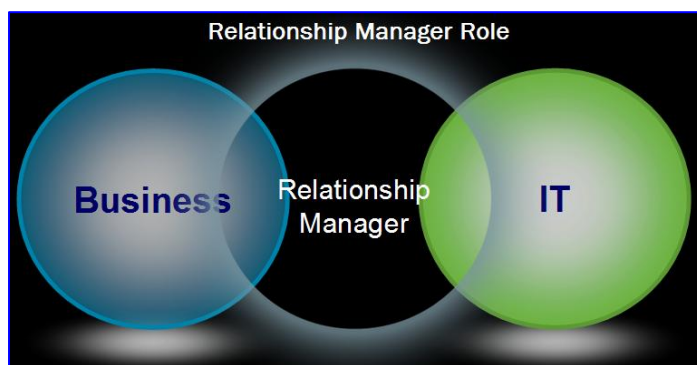 Relationship Manager Role
Business
Relationship
Manager
IT